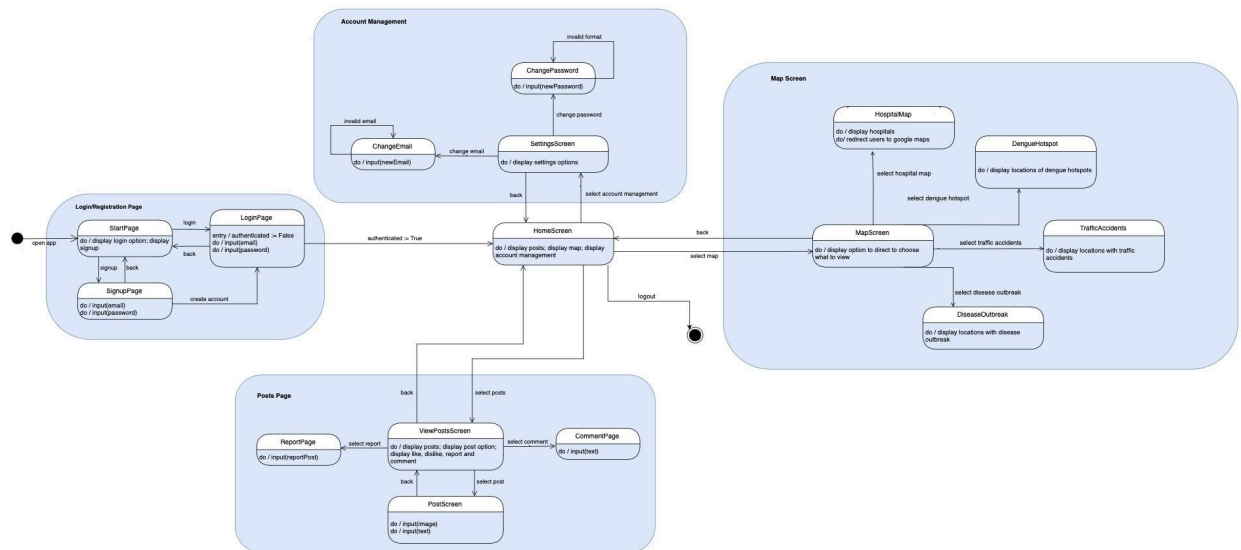 Account Management
invalid format
ChangePassword
do / input(newPassword)
change password
invalid email
ChangeEmail
do / input(newEmail)
change email
SettingsScreen
do / display settings options
back
select account management
Login/Registration Page
open app
StartPage
do / display login option; display
signup
login
back
LoginPage
entry / authenticated := False
do / input(email)
do / input(password)
signup
back
SignupPage
do / input(email)
do / input(password)
create account
authenticated := True
HomeScreen
do / display posts; display map; display
account management
back
select map
logout
Map Screen
HospitalMap
do / display hospitals
do/ redirect users to google maps
DengueHotspot
do / display locations of dengue hotspots
select hospital map
select dengue hotspot
MapScreen
do / display option to direct to choose
what to view
select traffic accidents
TrafficAccidents
do / display locations with traffic
accidents
select disease outbreak
DiseaseOutbreak
do / display locations with disease
outbreak
Posts Page
back
select posts
ViewPostsScreen
do / display posts; display post option;
display like, dislike, report and
comment
select report
ReportPage
do / input(reportPost)
select comment
CommentPage
do / input(text)
back
select post
PostScreen
do / input(image)
do / input(text)